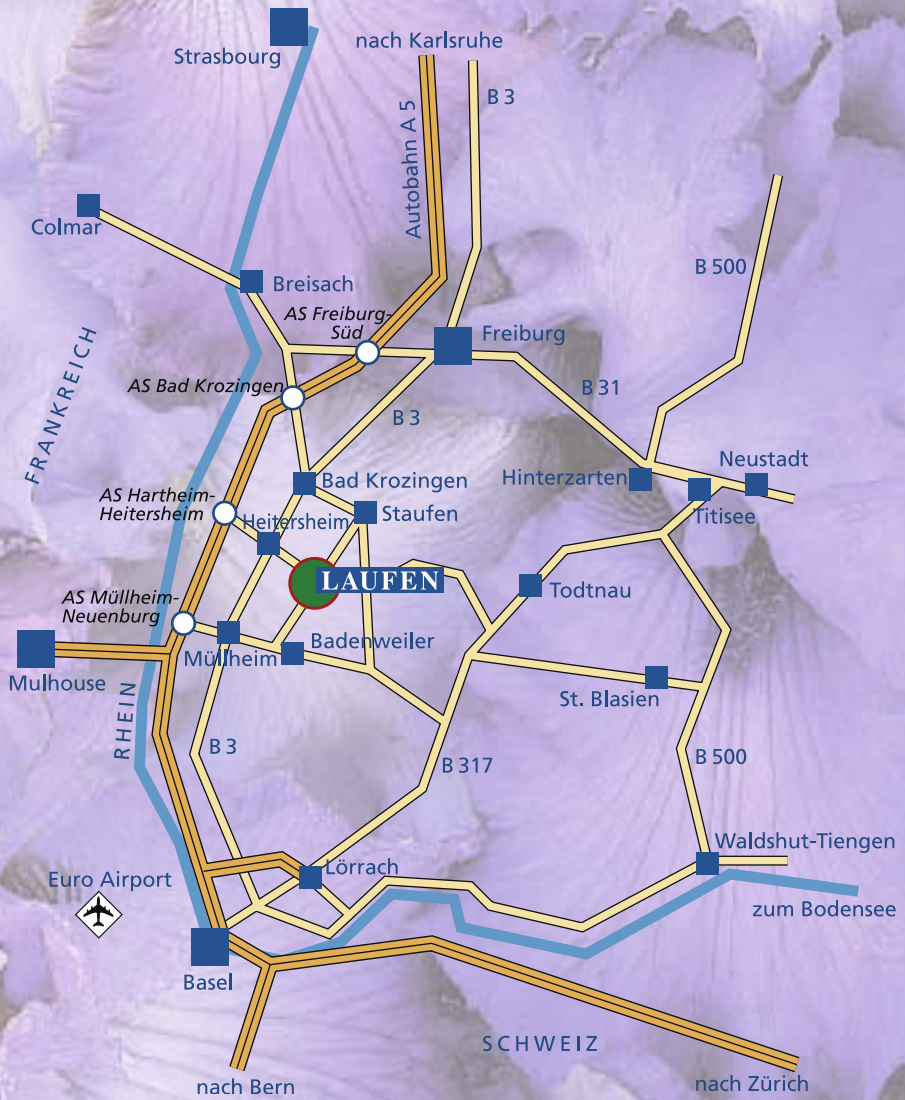 Strasbourg
nach Karlsruhe
B 3
Autobahn A 5
Colmar
B 500
Breisach
AS Freiburg-
Süd
Freiburg
FRANKREICH
AS Bad Krozingen
B 31
B 3
Neustadt
Hinterzarten
Bad Krozingen
Titisee
AS Hartheim-
Heitersheim
Heitersheim
Staufen
LAUFEN
Todtnau
AS Müllheim-
Neuenburg
Badenweiler
Müllheim
Mulhouse
St. Blasien
RHEIN
B 3
B 317
B 500
Waldshut-Tiengen
Lörrach
Euro Airport
zum Bodensee
Basel
SCHWEIZ
nach Bern
nach Zürich